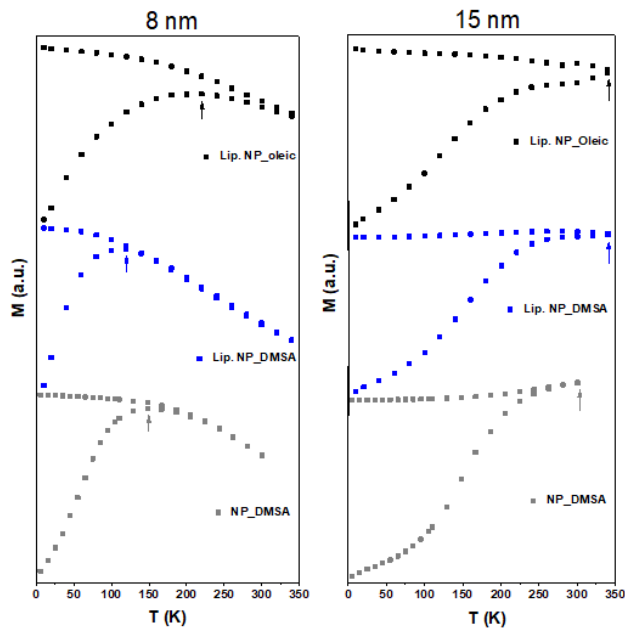 8 nm
15 nm
Lip. NP_oleic
Lip. NP_DMSA
NP_DMSA
M (a.u.)
0 50 100 150 200 250 300 350
T (K)
Lip. NP_Oleic
Lip. NP_DMSA
NP_DMSA
M (a.u.)
0 50 100 150 200 250 300 350
T (K)